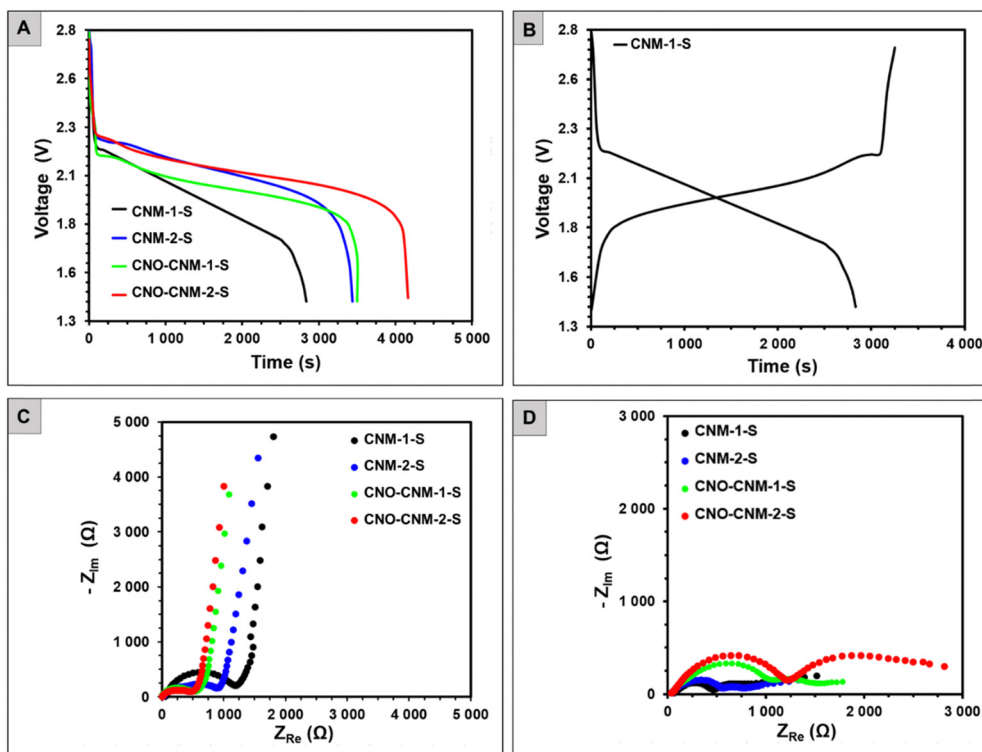 A
2.8
2.6
2.3
2.1
1.8
1.6
1.3
Voltage (V)
CNM-1-S
CNM-2-S
CNO-CNM-1-S
CNO-CNM-2-S
0 1 000 2 000 3 000 4 000 5 000
Time (s)
B
2.8
2.6
2.3
2.1
1.8
1.6
1.3
Voltage (V)
CNM-1-S
0 1 000 2 000 3 000 4 000
Time (s)
C
5 000
4 000
3 000
2 000
1 000
0
- ZIm (Ω)
CNM-1-S
CNM-2-S
CNO-CNM-1-S
CNO-CNM-2-S
0 1 000 2 000 3 000 4 000 5 000
ZRe (Ω)
D
3 000
2 000
1 000
0
- ZIm (Ω)
CNM-1-S
CNM-2-S
CNO-CNM-1-S
CNO-CNM-2-S
0 1 000 2 000 3 000
ZRe (Ω)